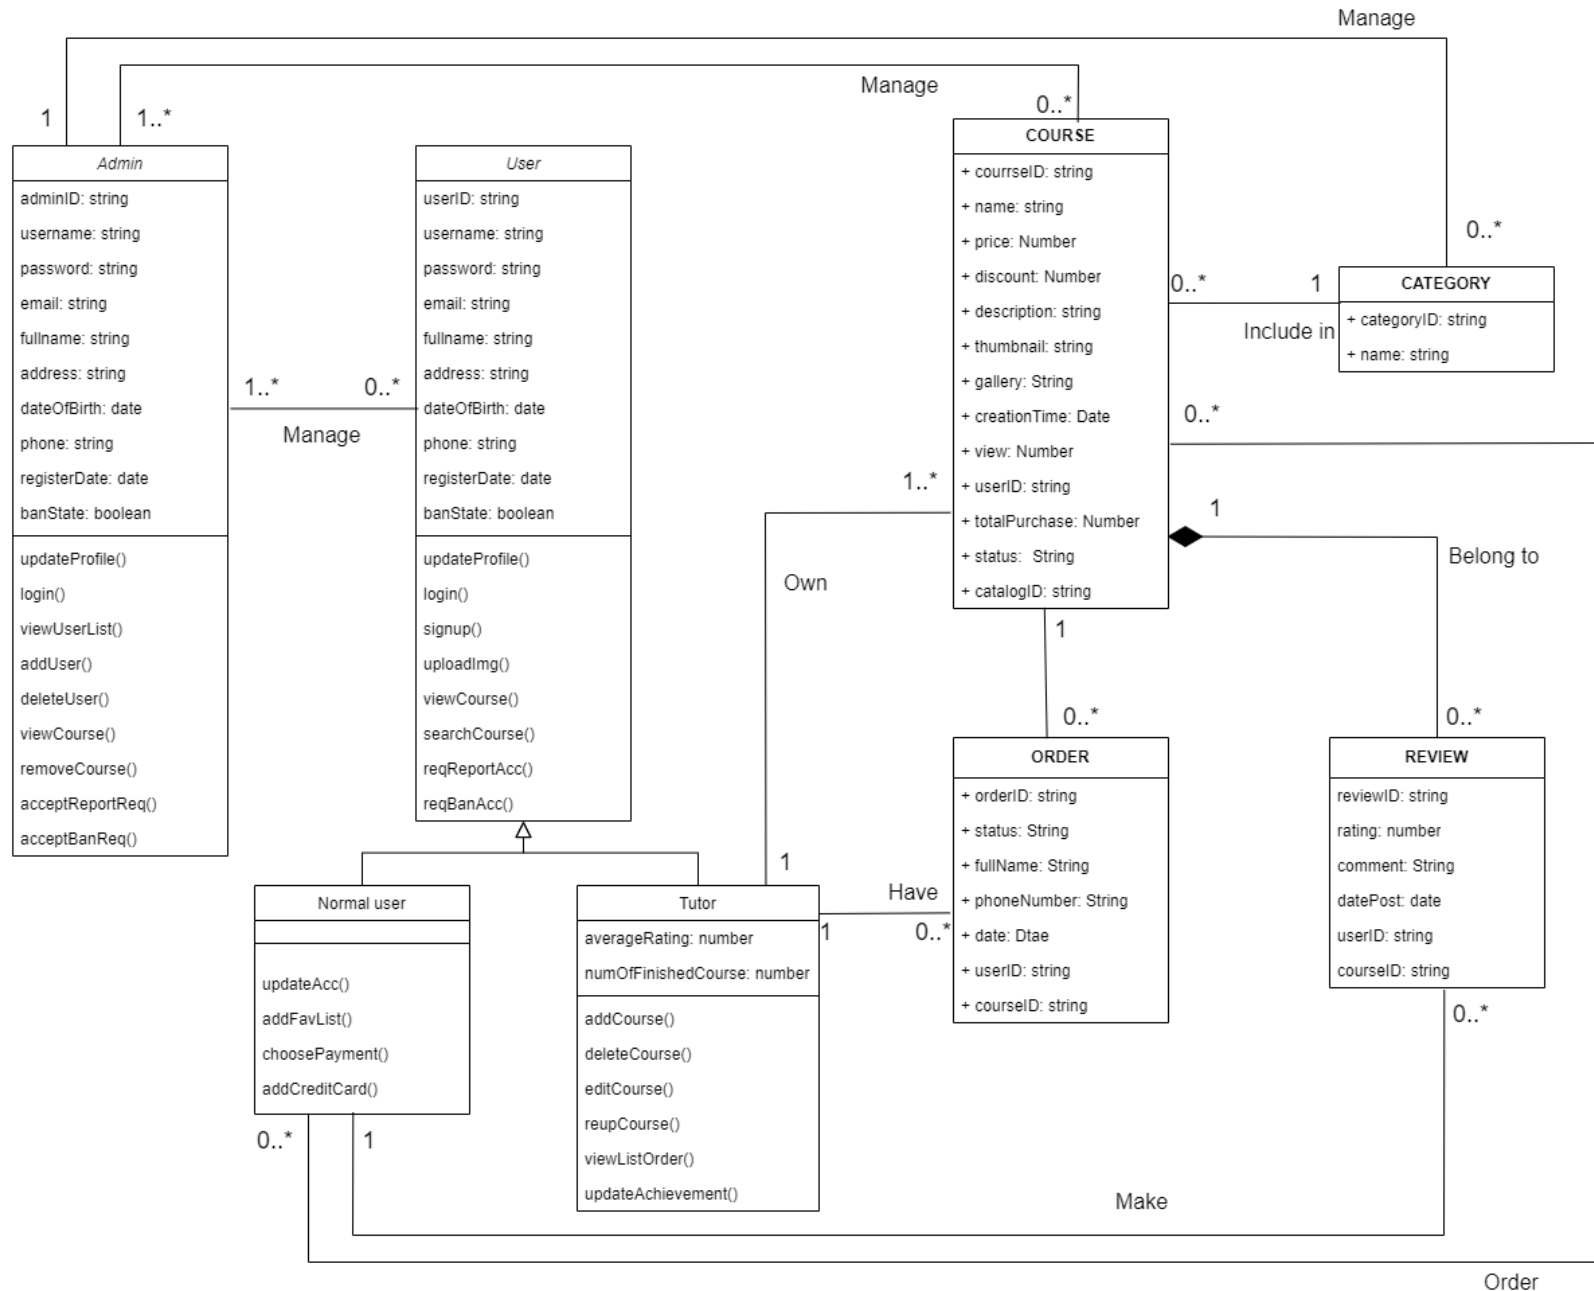 Manage
Manage
1
1..*
0..*
Admin
adminID: string
username: string
password: string
email: string
fullname: string
address: string
dateOfBirth: date
phone: string
registerDate: date
banState: boolean
updateProfile()
login()
viewUserList()
addUser()
deleteUser()
viewCourse()
removeCourse()
acceptReportReq()
acceptBanReq()
1..*
0..*
Manage
User
userID: string
username: string
password: string
email: string
fullname: string
address: string
dateOfBirth: date
phone: string
registerDate: date
banState: boolean
updateProfile()
login()
signup()
uploadImg()
viewCourse()
searchCourse()
reqReportAcc()
reqBanAcc()
COURSE
+ courrseID: string
+ name: string
+ price: Number
+ discount: Number
+ description: string
+ thumbnail: string
+ gallery: String
+ creationTime: Date
+ view: Number
+ userID: string
+ totalPurchase: Number
+ status: String
+ catalogID: string
0..*
0..*
1
Include in
CATEGORY
+ categoryID: string
+ name: string
0..*
1..*
1
Own
Belong to
1
0..*
0..*
ORDER
+ orderID: string
+ status: String
+ fullName: String
+ phoneNumber: String
+ date: Dtae
+ userID: string
+ courseID: string
REVIEW
reviewID: string
rating: number
comment: String
datePost: date
userID: string
courseID: string
1
Have
1
0..*
0..*
Normal user
updateAcc()
addFavList()
choosePayment()
addCreditCard()
Tutor
averageRating: number
numOfFinishedCourse: number
addCourse()
deleteCourse()
editCourse()
reupCourse()
viewListOrder()
updateAchievement()
0..*
1
Make
Order